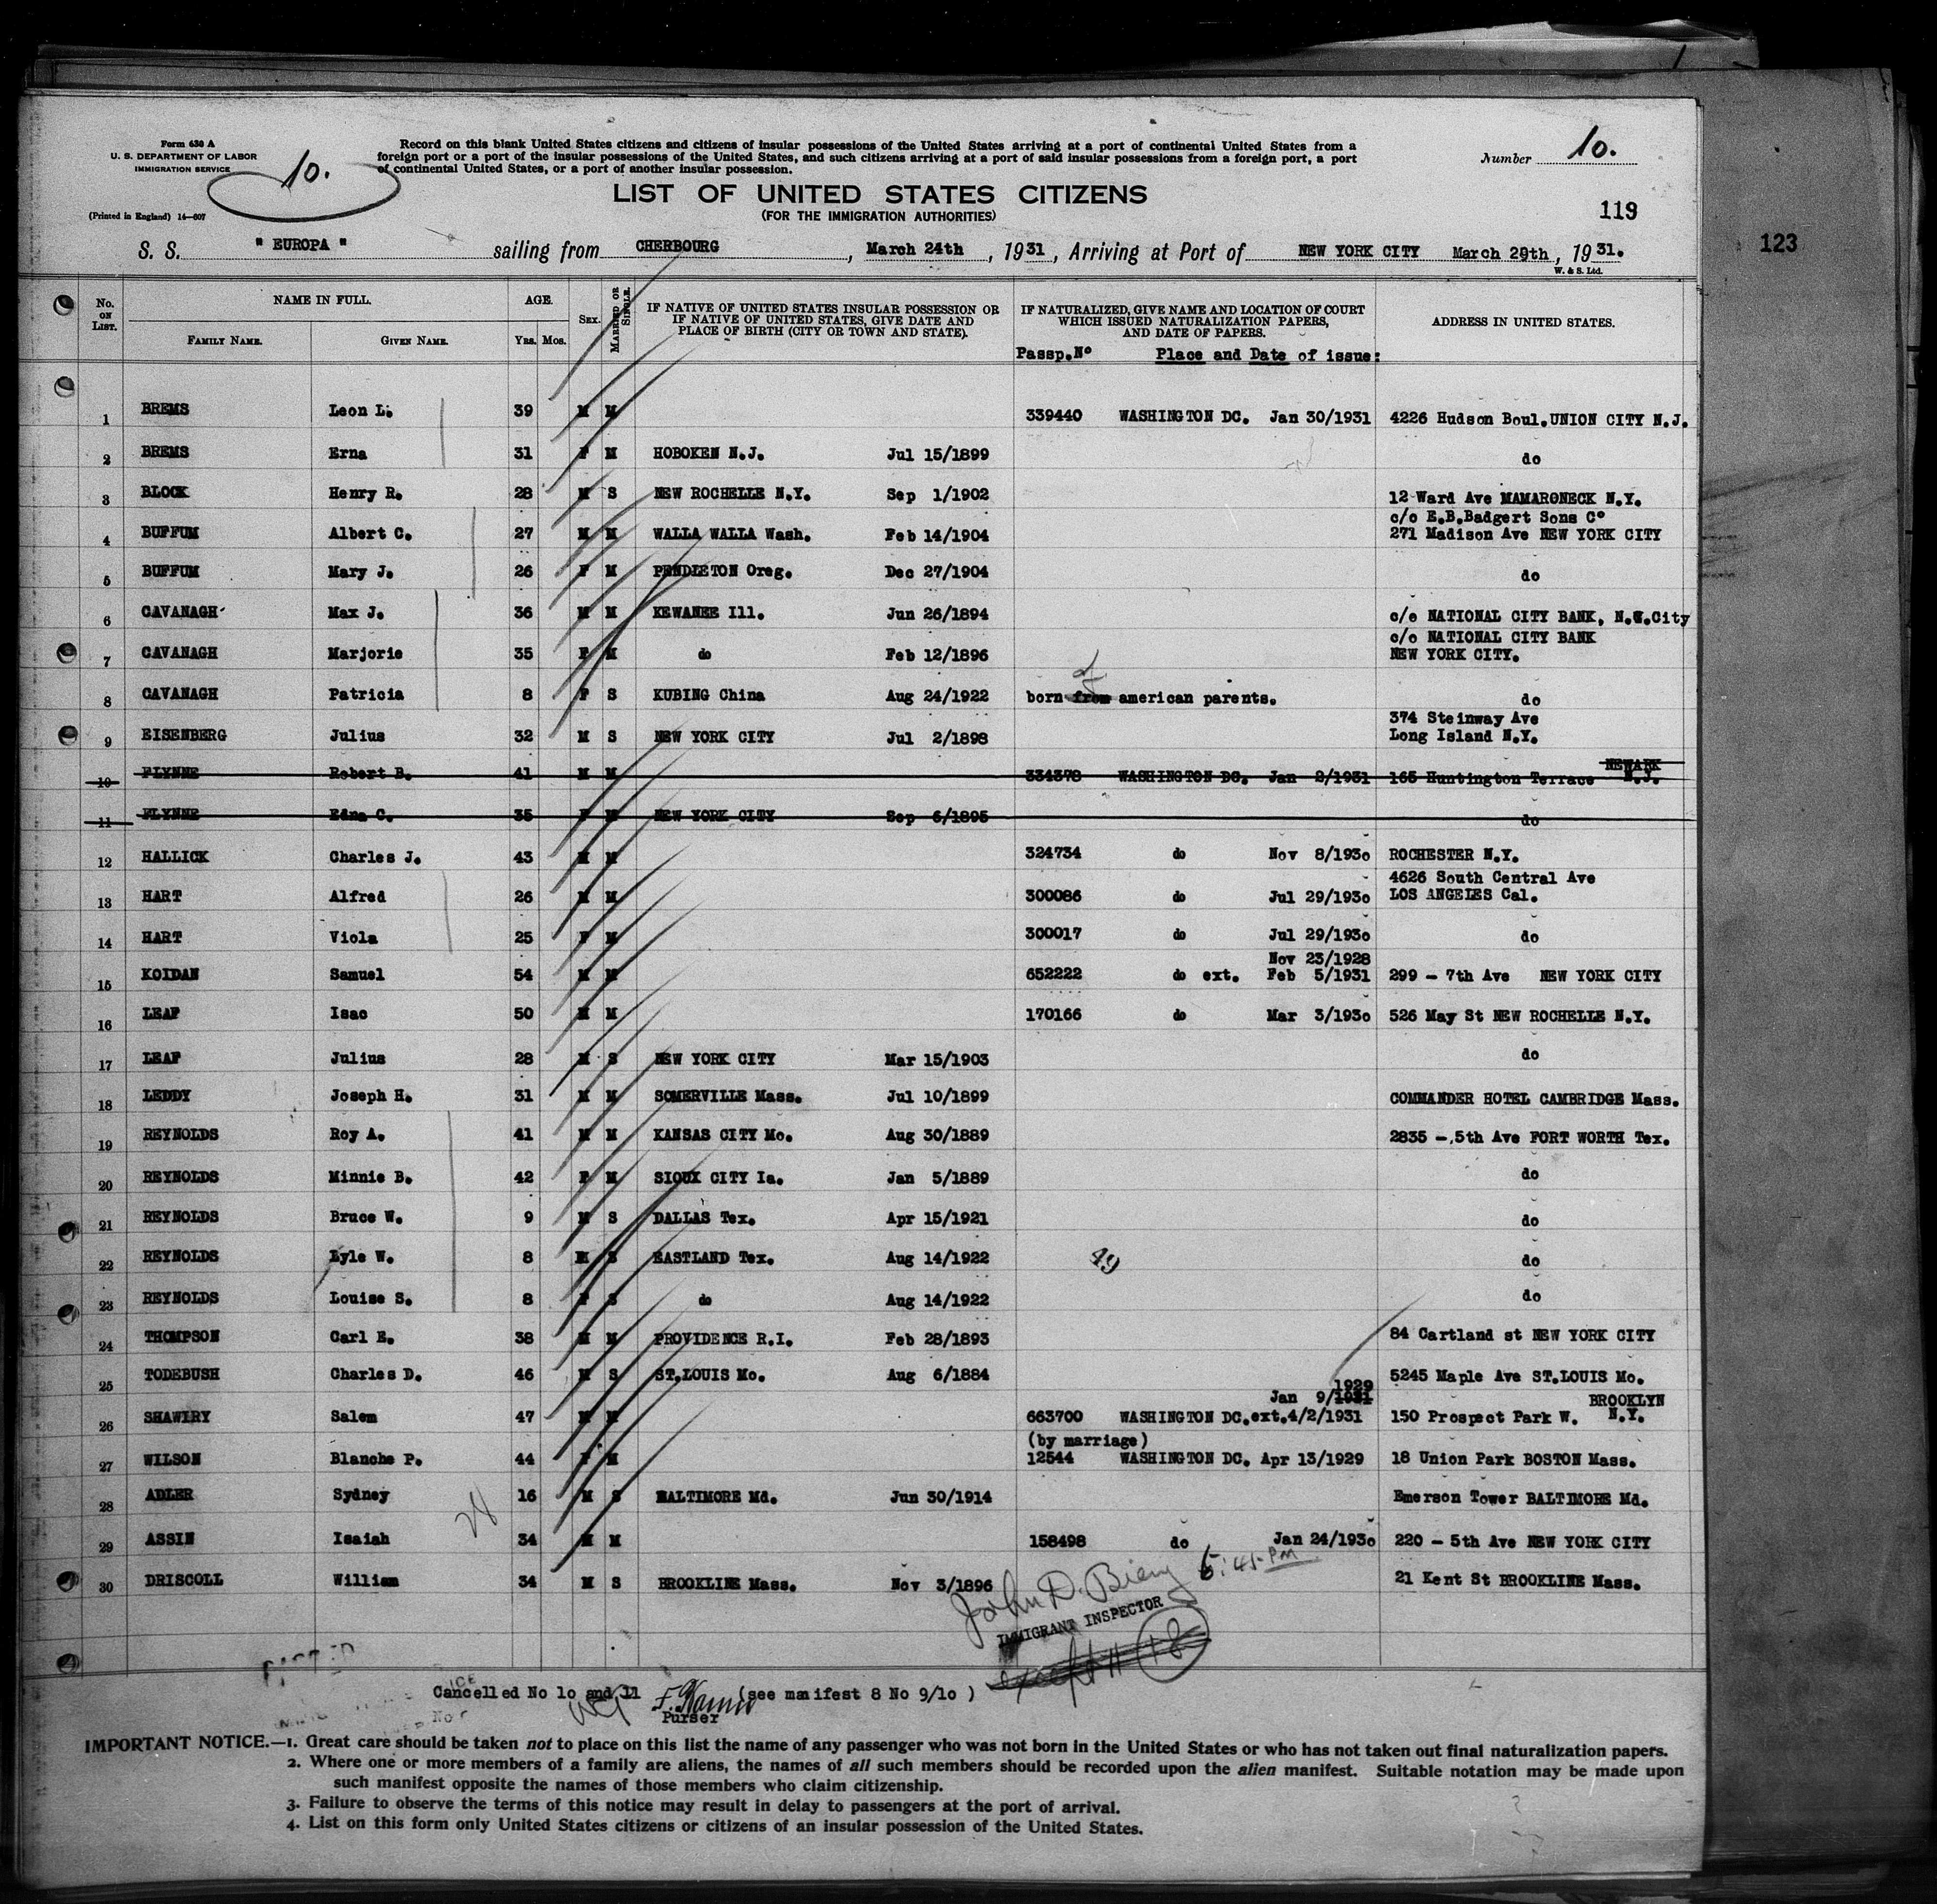 Form 630 A
U. S. DEPARTMENT OF LABOR
IMMIGRATION SERVICE
10.
Record on this blank United States citizens and citizens of insular possessions of the United States arriving at a port of continental United States from a
foreign port or a port of the insular possessions of the United States, and such citizens arriving at a port of said insular possessions from a foreign port, a port
of continental United States, or a port of another insular possession.
Number 10.
LIST OF UNITED STATES CITIZENS
(Printed in England) 14—607
(FOR THE IMMIGRATION AUTHORITIES)
119
123
S. S. " EUROPA " sailing from CHERBOURG, March 24th, 1931, Arriving at Port of NEW YORK CITY March 29th, 1931.
W. & S. Ltd.
No. ON LIST. NAME IN FULL. FAMILY NAME. GIVEN NAME. AGE. Yrs. Mos. SEX. MARRIED OR SINGLE. IF NATIVE OF UNITED STATES INSULAR POSSESSION OR IF NATIVE OF UNITED STATES, GIVE DATE AND PLACE OF BIRTH (CITY OR TOWN AND STATE). IF NATURALIZED, GIVE NAME AND LOCATION OF COURT WHICH ISSUED NATURALIZATION PAPERS, AND DATE OF PAPERS. ADDRESS IN UNITED STATES.
Passp.Nº Place and Date of issue:
1 BREMS Leon L. 39 M M 339440 WASHINGTON DC. Jan 30/1931 4226 Hudson Boul.UNION CITY N.J.
2 BREMS Erna 31 F M HOBOKEN N.J. Jul 15/1899 do
3 BLOCK Henry R. 28 M S NEW ROCHELLE N.Y. Sep 1/1902 12 Ward Ave MAMARONECK N.Y.
c/o E.B.Badgert Sons Cº
4 BUFFUM Albert C. 27 M M WALLA WALLA Wash. Feb 14/1904 271 Madison Ave NEW YORK CITY
5 BUFFUM Mary J. 26 F M PENDLETON Oreg. Dec 27/1904 do
6 CAVANAGH Max J. 36 M M KEWANEE Ill. Jun 26/1894 c/o NATIONAL CITY BANK, N.Y.City
c/o NATIONAL CITY BANK
7 CAVANAGH Marjorie 35 F M do Feb 12/1896 NEW YORK CITY.
of
8 CAVANAGH Patricia 8 F S KUBING China Aug 24/1922 born from american parents. do
374 Steinway Ave
9 EISENBERG Julius 32 M S NEW YORK CITY Jul 2/1898 Long Island N.Y.
NEWARK
10 FLYNNE Robert B. 41 M M 334378 WASHINGTON DC. Jan 2/1931 165 Huntington Terrace N.J.
11 FLYNNE Edna C. 35 F M NEW YORK CITY Sep 6/1895 do
12 HALLICK Charles J. 43 M M 324734 do Nov 8/1930 ROCHESTER N.Y.
4626 South Central Ave
13 HART Alfred 26 M M 300086 do Jul 29/1930 LOS ANGELES Cal.
14 HART Viola 25 F M 300017 do Jul 29/1930 do
Nov 23/1928
15 KOIDAN Samuel 54 M M 652222 do ext. Feb 5/1931 299 - 7th Ave NEW YORK CITY
16 LEAF Isac 50 M M 170166 do Mar 3/1930 526 May St NEW ROCHELLE N.Y.
17 LEAF Julius 28 M S NEW YORK CITY Mar 15/1903 do
18 LEDDY Joseph H. 31 M M SOMERVILLE Mass. Jul 10/1899 COMMANDER HOTEL CAMBRIDGE Mass.
19 REYNOLDS Roy A. 41 M M KANSAS CITY Mo. Aug 30/1889 2835 - 5th Ave FORT WORTH Tex.
20 REYNOLDS Minnie B. 42 F M SIOUX CITY Ia. Jan 5/1889 do
21 REYNOLDS Bruce W. 9 M S DALLAS Tex. Apr 15/1921 do
22 REYNOLDS Lyle W. 8 M S EASTLAND Tex. Aug 14/1922 49 do
23 REYNOLDS Louise S. 8 F S do Aug 14/1922 do
24 THOMPSON Carl E. 38 M M PROVIDENCE R.I. Feb 28/1893 84 Cartland st NEW YORK CITY
25 TODEBUSH Charles D. 46 M S ST.LOUIS Mo. Aug 6/1884 5245 Maple Ave ST.LOUIS Mo.
1929
Jan 9/1931 BROOKLYN
26 SHAWIRY Salem 47 M M 663700 WASHINGTON DC.ext.4/2/1931 150 Prospect Park W. N.Y.
(by marriage)
27 WILSON Blanche P. 44 F M 12544 WASHINGTON DC. Apr 13/1929 18 Union Park BOSTON Mass.
28 ADLER Sydney 16 M S BALTIMORE Md. Jun 30/1914 Emerson Tower BALTIMORE Md.
29 ASSIN Isaiah 34 M M 158498 do Jan 24/1930 220 - 5th Ave NEW YORK CITY
30 DRISCOLL William 34 M S BROOKLINE Mass. Nov 3/1896 21 Kent St BROOKLINE Mass.
John D. 5:45 PM
IMMIGRANT INSPECTOR
except 18
Cancelled No 10 and 11 (see manifest 8 No 9/10 )
Purser
IMPORTANT NOTICE.—1. Great care should be taken not to place on this list the name of any passenger who was not born in the United States or who has not taken out final naturalization papers.
2. Where one or more members of a family are aliens, the names of all such members should be recorded upon the alien manifest. Suitable notation may be made upon
such manifest opposite the names of those members who claim citizenship.
3. Failure to observe the terms of this notice may result in delay to passengers at the port of arrival.
4. List on this form only United States citizens or citizens of an insular possession of the United States.